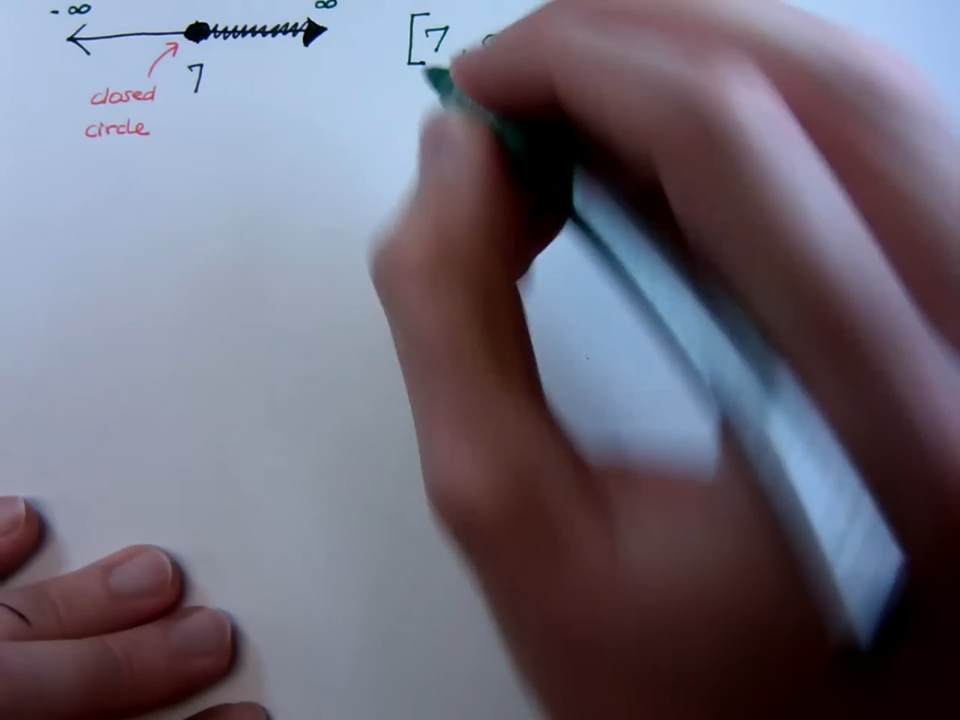 -∞ ∞
7
closed
circle
[7,